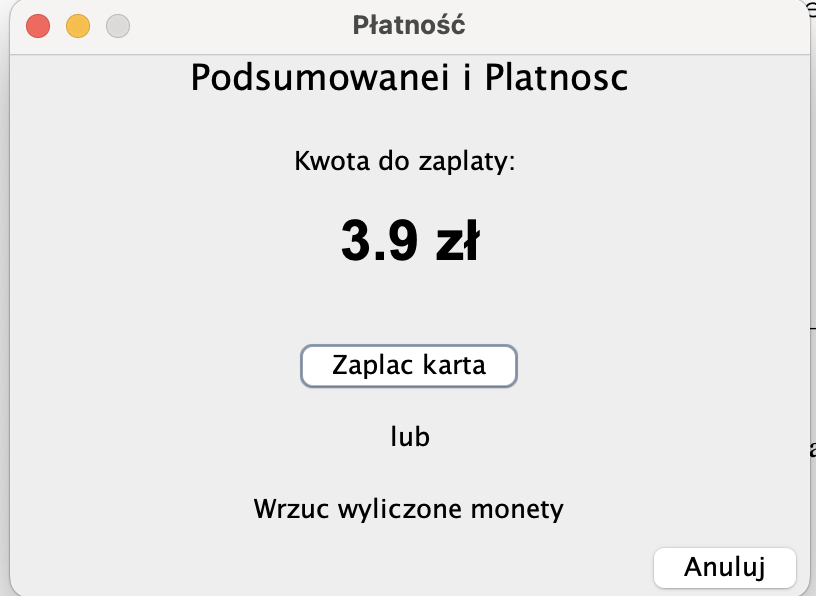 Płatność
Podsumowanei i Platnosc
Kwota do zaplaty:
3.9 zł
Zaplac karta
lub
Wrzuc wyliczone monety
Anuluj